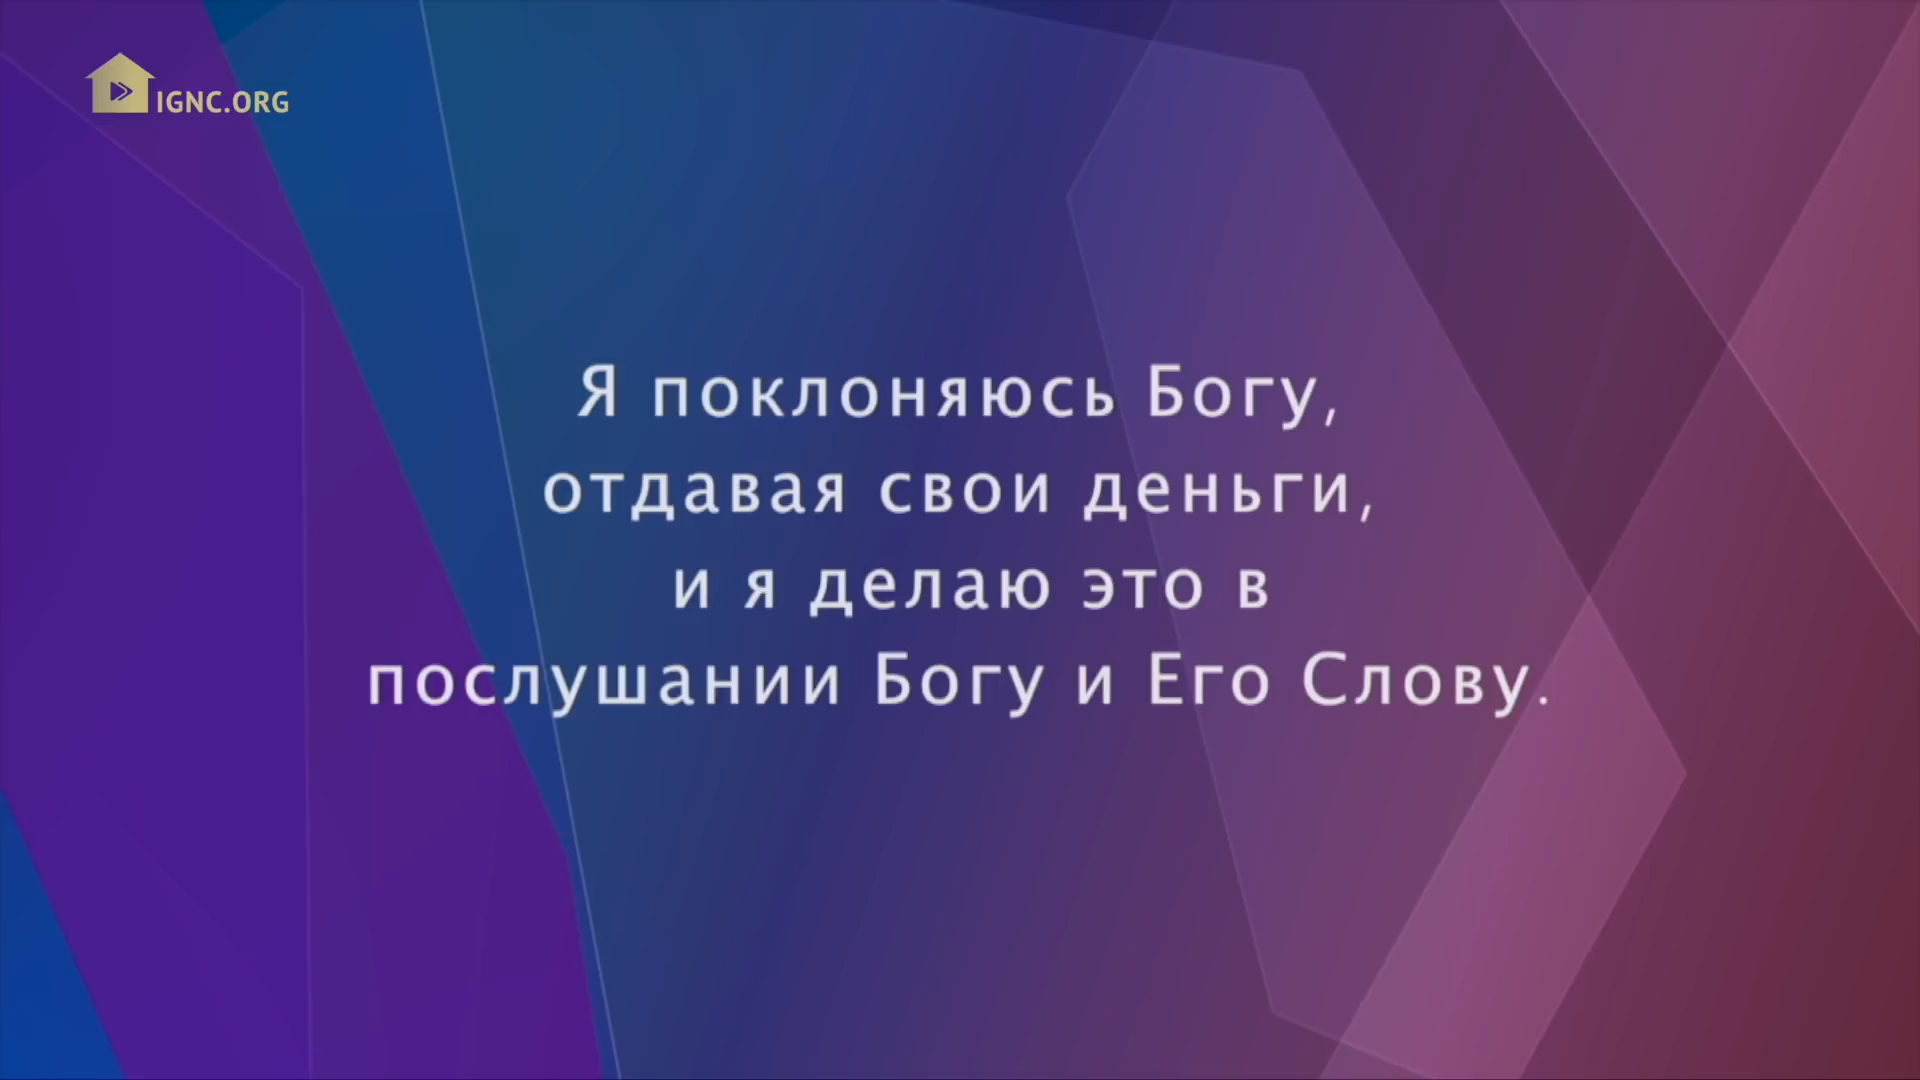 IGNC.ORG
Я поклоняюсь Богу,
отдавая свои деньги,
и я делаю это в
послушании Богу и Его Слову.